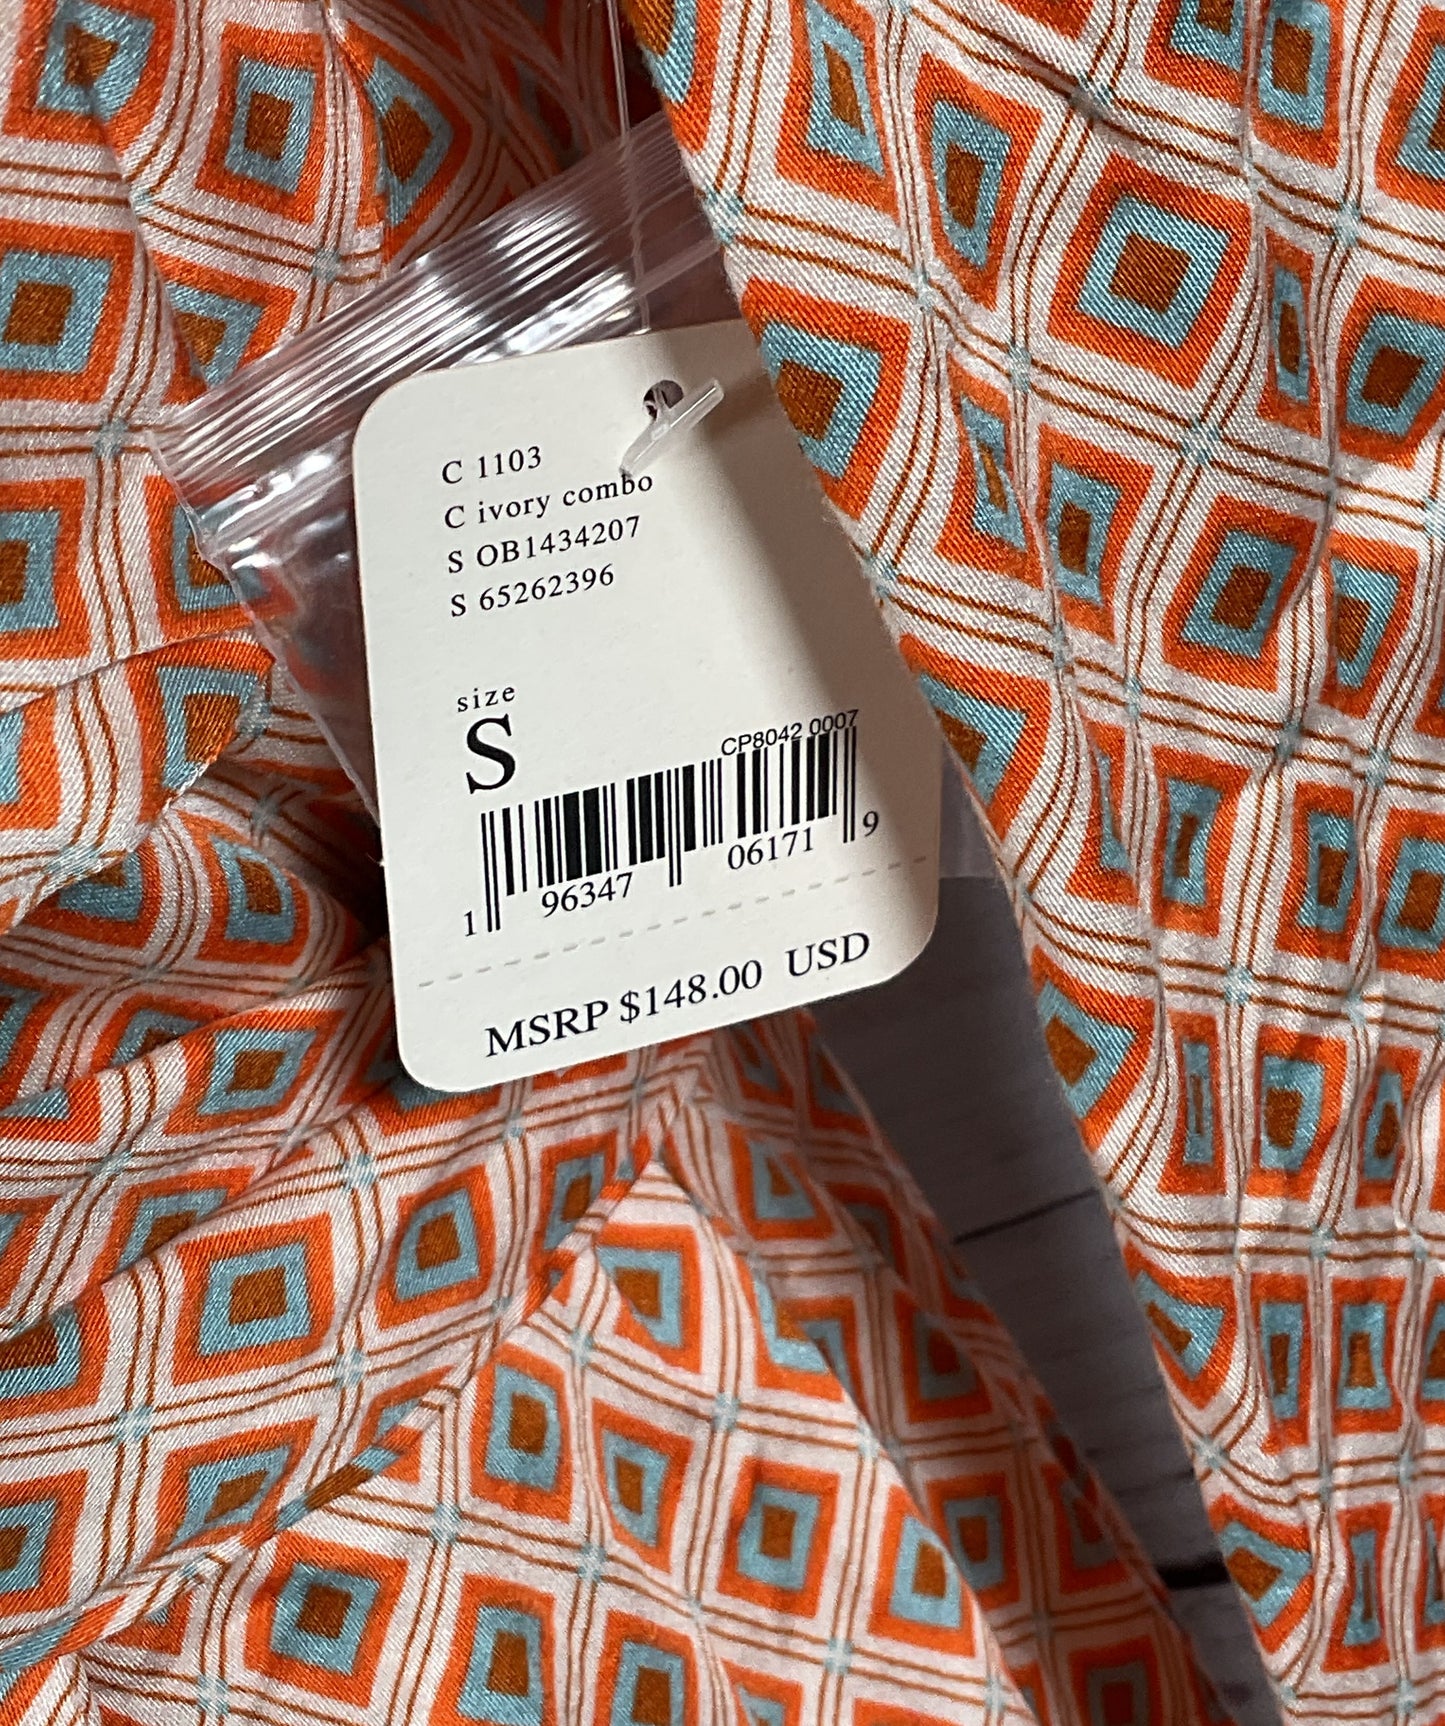 C 1103
C ivory combo
S OB1434207
S 65262396
size
S
CP8042 0007
1 96347 06171 9
MSRP $148.00 USD